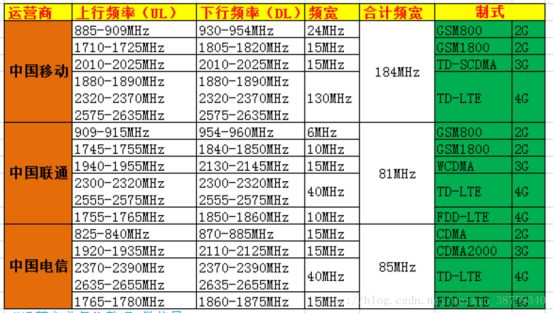 运营商 上行频率（UL） 下行频率（DL） 频宽 合计频宽 制式
中国移动 885-909MHz 930-954MHz 24MHz 184MHz GSM800 2G
1710-1725MHz 1805-1820MHz 15MHz GSM1800 2G
2010-2025MHz 2010-2025MHz 15MHz TD-SCDMA 3G
1880-1890MHz 1880-1890MHz 130MHz TD-LTE 4G
2320-2370MHz 2320-2370MHz
2575-2635MHz 2575-2635MHz
中国联通 909-915MHz 954-960MHz 6MHz 81MHz GSM800 2G
1745-1755MHz 1840-1850MHz 10MHz GSM1800 2G
1940-1955MHz 2130-2145MHz 15MHz WCDMA 3G
2300-2320MHz 2300-2320MHz 40MHz TD-LTE 4G
2555-2575MHz 2555-2575MHz
1755-1765MHz 1850-1860MHz 10MHz FDD-LTE 4G
中国电信 825-840MHz 870-885MHz 15MHz 85MHz CDMA 2G
1920-1935MHz 2110-2125MHz 15MHz CDMA2000 3G
2370-2390MHz 2370-2390MHz 40MHz TD-LTE 4G
2635-2655MHz 2635-2655MHz
1765-1780MHz 1860-1875MHz 15MHz FDD-LTE 4G